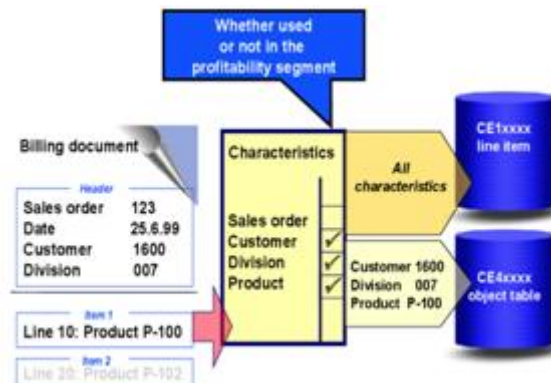 Whether used
or not in the
profitability segment
Billing document
Header
Sales order 123
Date 25.6.99
Customer 1600
Division 007
Item 1
Line 10: Product P-100
Item 2
Line 20: Product P-102
Characteristics
Sales order
Customer
Division
Product
All
characteristics
Customer 1600
Division 007
Product P-100
CE1xxxx
line item
CE4xxxx
object table